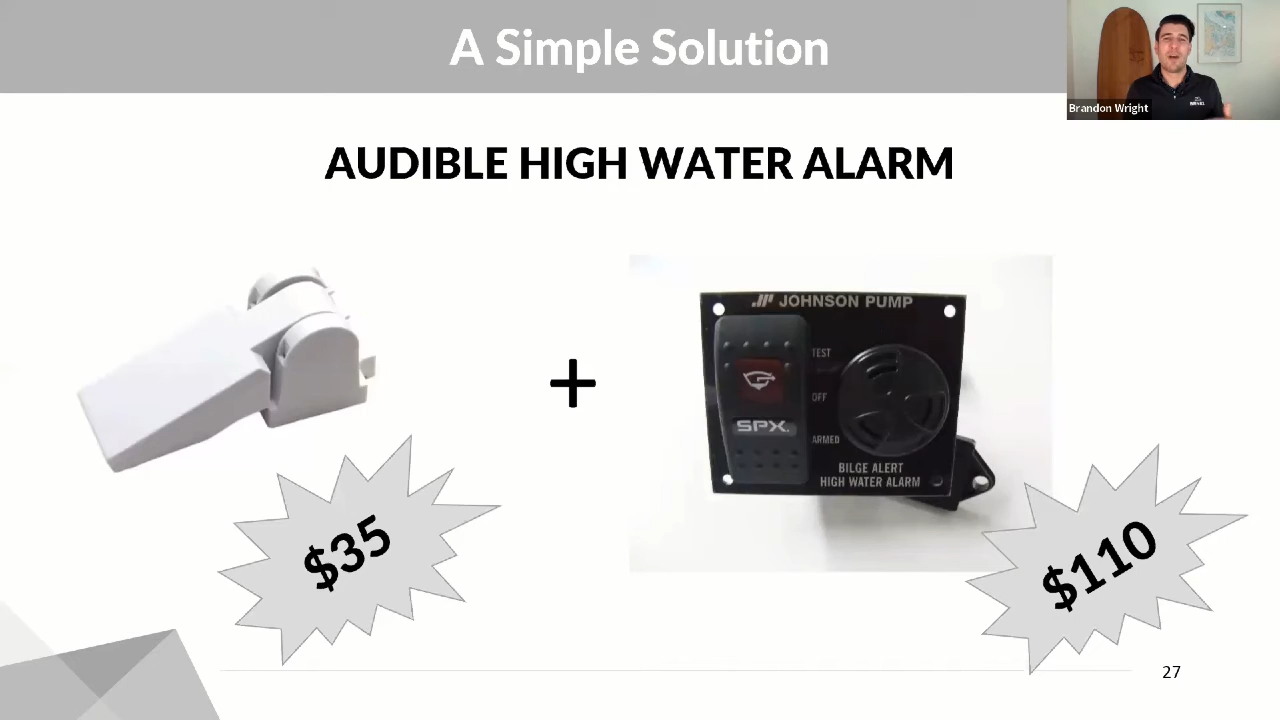 A Simple Solution
Brandon Wright
AUDIBLE HIGH WATER ALARM
+
JOHNSON PUMP
TEST
OFF
SPX
ARMED
BILGE ALERT
HIGH WATER ALARM
$35
$110
27